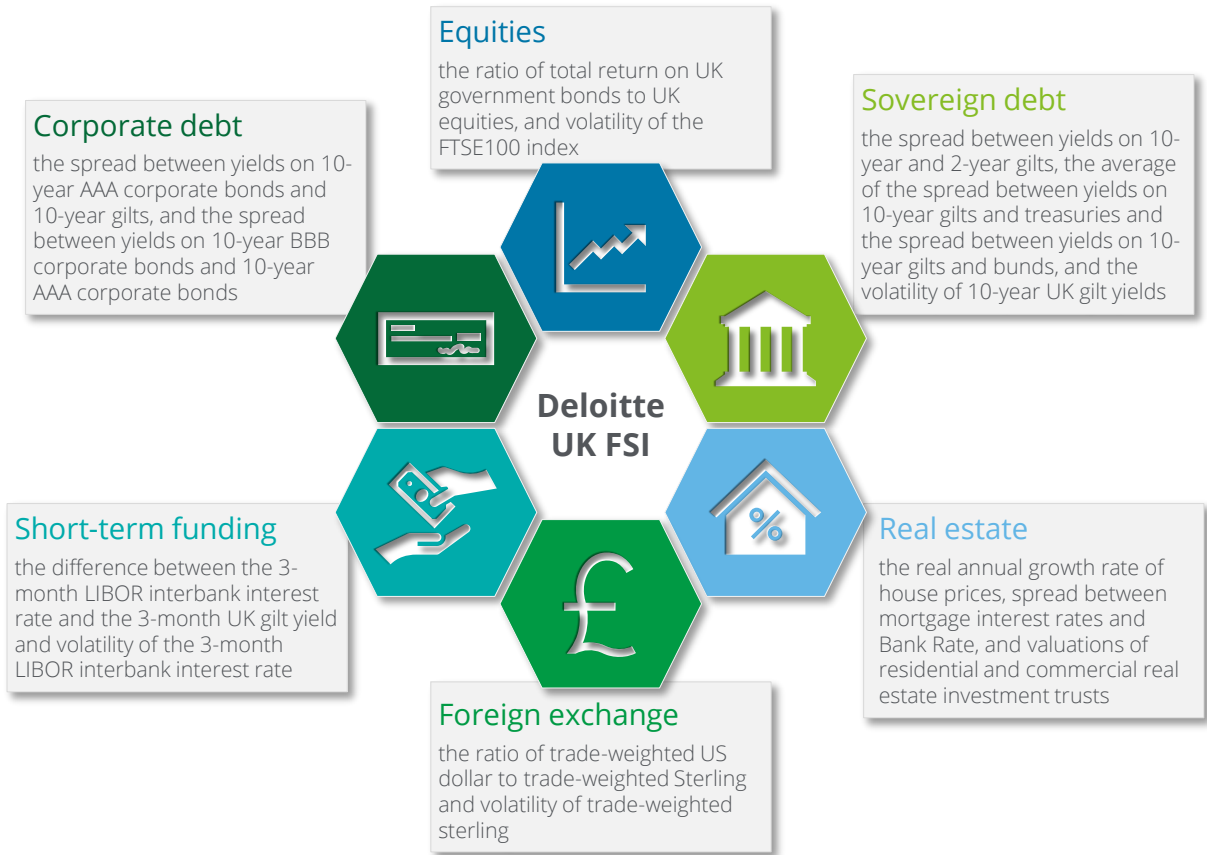 Equities
the ratio of total return on UK
government bonds to UK
equities, and volatility of the
FTSE100 index
Corporate debt
the spread between yields on 10-
year AAA corporate bonds and
10-year gilts, and the spread
between yields on 10-year BBB
corporate bonds and 10-year
AAA corporate bonds
Sovereign debt
the spread between yields on 10-
year and 2-year gilts, the average
of the spread between yields on
10-year gilts and treasuries and
the spread between yields on 10-
year gilts and bunds, and the
volatility of 10-year UK gilt yields
Deloitte
UK FSI
%
£
Short-term funding
the difference between the 3-
month LIBOR interbank interest
rate and the 3-month UK gilt yield
and volatility of the 3-month
LIBOR interbank interest rate
Real estate
the real annual growth rate of
house prices, spread between
mortgage interest rates and
Bank Rate, and valuations of
residential and commercial real
estate investment trusts
Foreign exchange
the ratio of trade-weighted US
dollar to trade-weighted Sterling
and volatility of trade-weighted
sterling